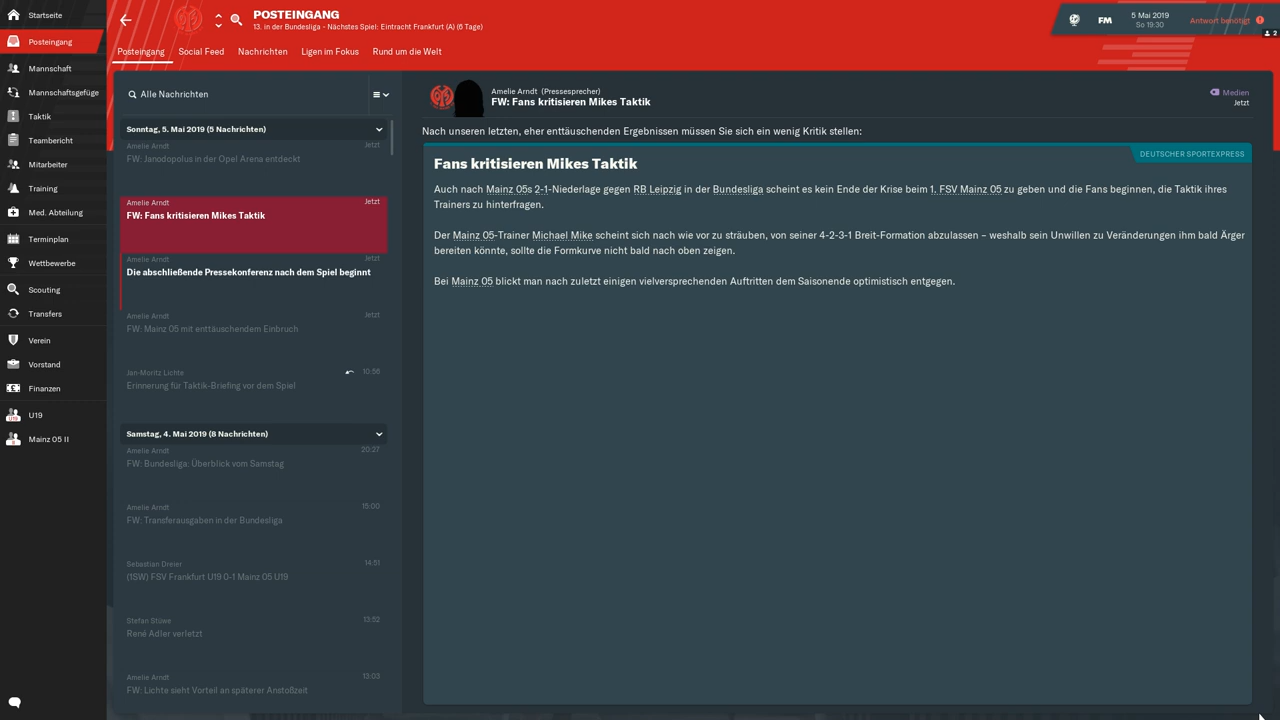 Startseite
Posteingang
Mannschaft
Mannschaftsgefüge
Taktik
Teambericht
Mitarbeiter
Training
Med. Abteilung
Terminplan
Wettbewerbe
Scouting
Transfers
Verein
Vorstand
Finanzen
U19
Mainz 05 II
POSTEINGANG
13. in der Bundesliga - Nächstes Spiel: Eintracht Frankfurt (A) (6 Tage)
FM
5 Mai 2019
So 19:30
Antwort benötigt
2
Posteingang Social Feed Nachrichten Ligen im Fokus Rund um die Welt
Alle Nachrichten
Sonntag, 5. Mai 2019 (5 Nachrichten)
Amelie Arndt Jetzt
FW: Janodopolus in der Opel Arena entdeckt
Amelie Arndt Jetzt
FW: Fans kritisieren Mikes Taktik
Amelie Arndt Jetzt
Die abschließende Pressekonferenz nach dem Spiel beginnt
Amelie Arndt Jetzt
FW: Mainz 05 mit enttäuschendem Einbruch
Jan-Moritz Lichte 10:56
Erinnerung für Taktik-Briefing vor dem Spiel
Samstag, 4. Mai 2019 (8 Nachrichten)
Amelie Arndt 20:27
FW: Bundesliga: Überblick vom Samstag
Amelie Arndt 15:00
FW: Transferausgaben in der Bundesliga
Sebastian Dreier 14:51
(1SW) FSV Frankfurt U19 0-1 Mainz 05 U19
Stefan Stüwe 13:52
René Adler verletzt
Amelie Arndt 13:03
FW: Lichte sieht Vorteil an späterer Anstoßzeit
Amelie Arndt (Pressesprecher)
FW: Fans kritisieren Mikes Taktik
Medien
Jetzt
Nach unseren letzten, eher enttäuschenden Ergebnissen müssen Sie sich ein wenig Kritik stellen:
DEUTSCHER SPORTEXPRESS
Fans kritisieren Mikes Taktik
Auch nach Mainz 05s 2-1-Niederlage gegen RB Leipzig in der Bundesliga scheint es kein Ende der Krise beim 1. FSV Mainz 05 zu geben und die Fans beginnen, die Taktik ihres
Trainers zu hinterfragen.
Der Mainz 05-Trainer Michael Mike scheint sich nach wie vor zu sträuben, von seiner 4-2-3-1 Breit-Formation abzulassen – weshalb sein Unwillen zu Veränderungen ihm bald Ärger
bereiten könnte, sollte die Formkurve nicht bald nach oben zeigen.
Bei Mainz 05 blickt man nach zuletzt einigen vielversprechenden Auftritten dem Saisonende optimistisch entgegen.